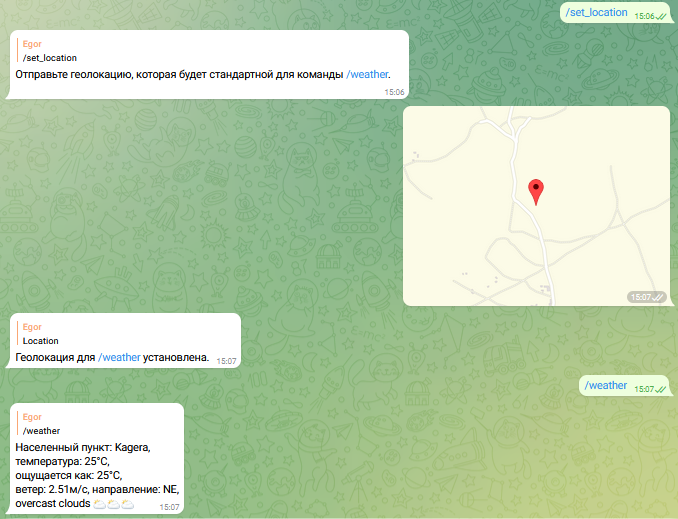 /set_location
15:06
Egor
/set_location
Отправьте геолокацию, которая будет стандартной для команды /weather.
15:06
15:07
Egor
Location
Геолокация для /weather установлена.
15:07
/weather
15:07
Egor
/weather
Населенный пункт: Kagera,
температура: 25°C,
ощущается как: 25°C,
ветер: 2.51м/с, направление: NE,
overcast clouds
15:07